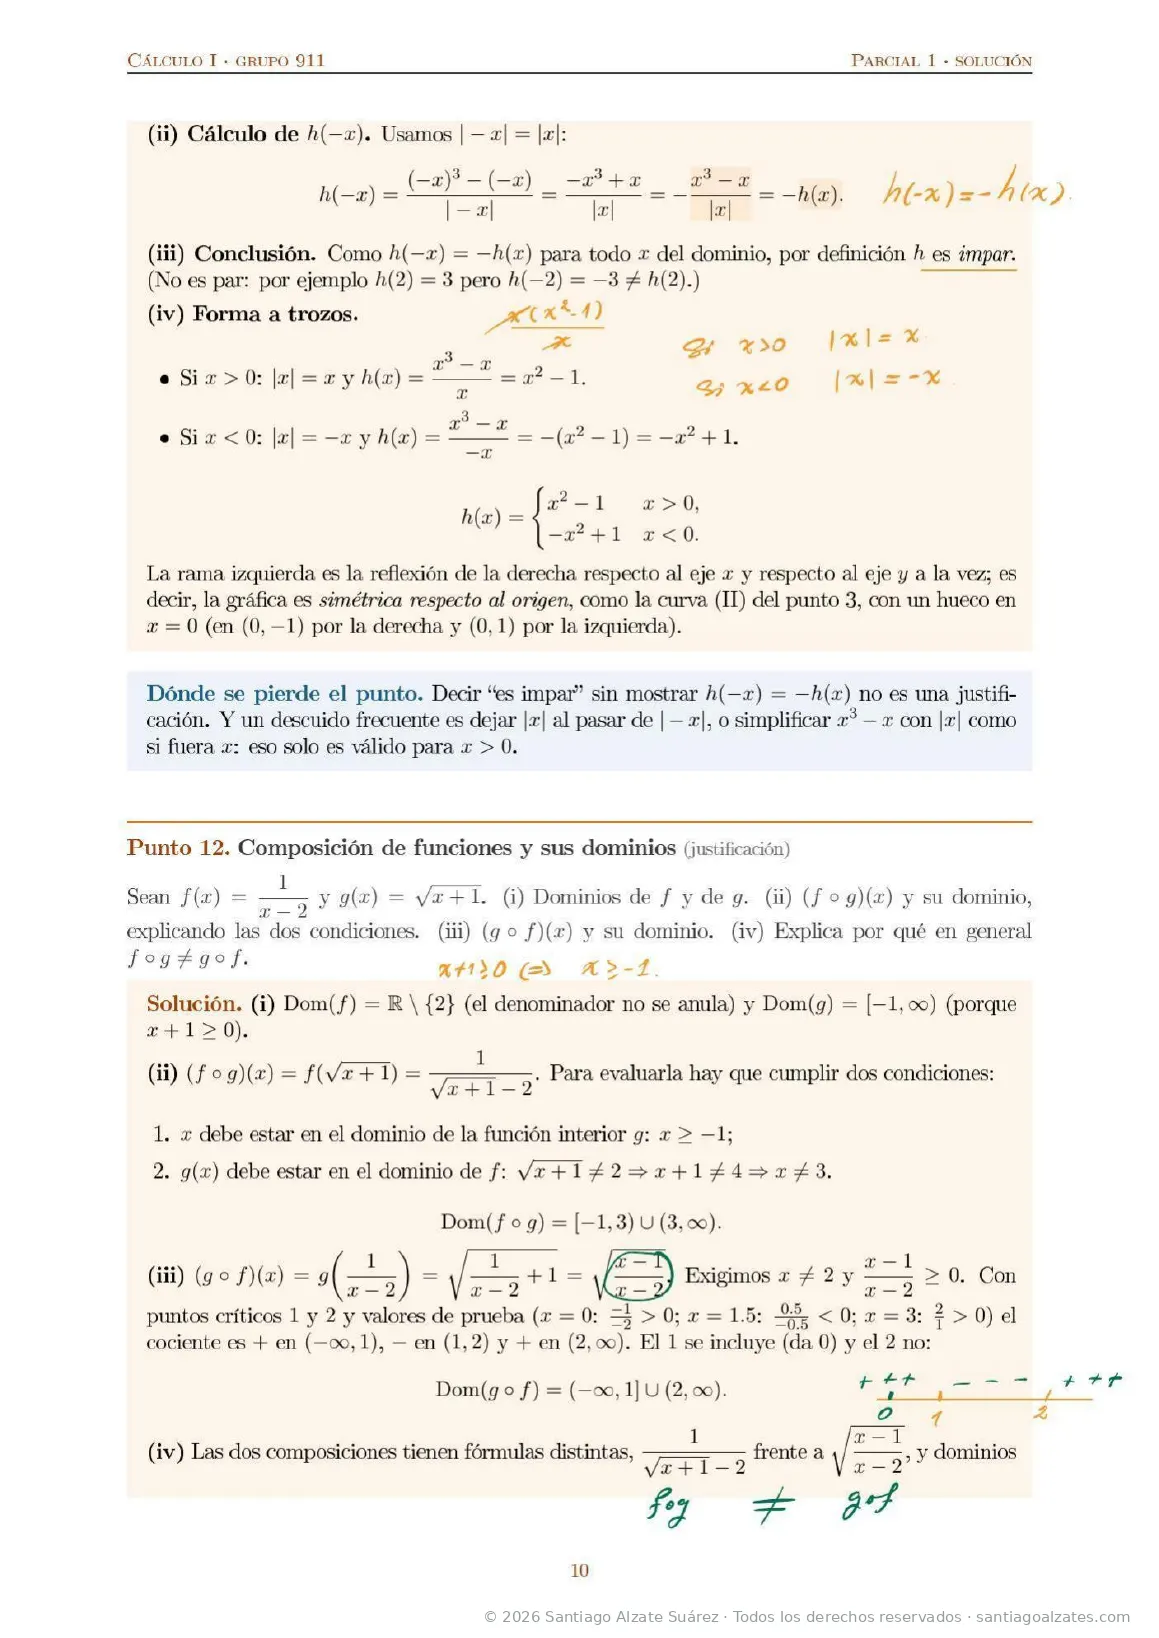 CÁLCULO I · GRUPO 911 PARCIAL 1 · SOLUCIÓN
(ii) Cálculo de h(−x). Usamos | − x| = |x|:
h(−x) = ((−x)³ − (−x))/|−x| = (−x³ + x)/|x| = −(x³ − x)/|x| = −h(x). h(-x) = -h(x).
(iii) Conclusión. Como h(−x) = −h(x) para todo x del dominio, por definición h es impar.
(No es par: por ejemplo h(2) = 3 pero h(−2) = −3 ≠ h(2).)
(iv) Forma a trozos. x(x²-1)/x
Si x>0 |x| = x
• Si x > 0: |x| = x y h(x) = (x³ − x)/x = x² − 1. Si x<0 |x| = -x
• Si x < 0: |x| = −x y h(x) = (x³ − x)/(−x) = −(x² − 1) = −x² + 1.
h(x) = { x² − 1 x > 0,
−x² + 1 x < 0.
La rama izquierda es la reflexión de la derecha respecto al eje x y respecto al eje y a la vez; es
decir, la gráfica es simétrica respecto al origen, como la curva (II) del punto 3, con un hueco en
x = 0 (en (0, −1) por la derecha y (0, 1) por la izquierda).
Dónde se pierde el punto. Decir “es impar” sin mostrar h(−x) = −h(x) no es una justifi-
cación. Y un descuido frecuente es dejar |x| al pasar de | − x|, o simplificar x³ − x con |x| como
si fuera x: eso solo es válido para x > 0.
Punto 12. Composición de funciones y sus dominios (justificación)
Sean f(x) = 1/(x − 2) y g(x) = √(x + 1). (i) Dominios de f y de g. (ii) (f ∘ g)(x) y su dominio,
explicando las dos condiciones. (iii) (g ∘ f)(x) y su dominio. (iv) Explica por qué en general
f ∘ g ≠ g ∘ f.
x+1≥0 (=) x ≥ -1.
Solución. (i) Dom(f) = ℝ \ {2} (el denominador no se anula) y Dom(g) = [−1, ∞) (porque
x + 1 ≥ 0).
(ii) (f ∘ g)(x) = f(√(x + 1)) = 1/(√(x + 1) − 2). Para evaluarla hay que cumplir dos condiciones:
1. x debe estar en el dominio de la función interior g: x ≥ −1;
2. g(x) debe estar en el dominio de f: √(x + 1) ≠ 2 ⇒ x + 1 ≠ 4 ⇒ x ≠ 3.
Dom(f ∘ g) = [−1, 3) ∪ (3, ∞).
(iii) (g ∘ f)(x) = g(1/(x − 2)) = √(1/(x − 2) + 1) = √((x − 1)/(x − 2)). Exigimos x ≠ 2 y (x − 1)/(x − 2) ≥ 0. Con
puntos críticos 1 y 2 y valores de prueba (x = 0: −1/−2 > 0; x = 1.5: 0.5/−0.5 < 0; x = 3: 2/1 > 0) el
cociente es + en (−∞, 1), − en (1, 2) y + en (2, ∞). El 1 se incluye (da 0) y el 2 no:
+ + + − − − + + +
Dom(g ∘ f) = (−∞, 1] ∪ (2, ∞).
0 1 2
(iv) Las dos composiciones tienen fórmulas distintas, 1/(√(x + 1) − 2) frente a √((x − 1)/(x − 2)), y dominios
fog ≠ gof
10
© 2026 Santiago Alzate Suárez · Todos los derechos reservados · santiagoalzates.com